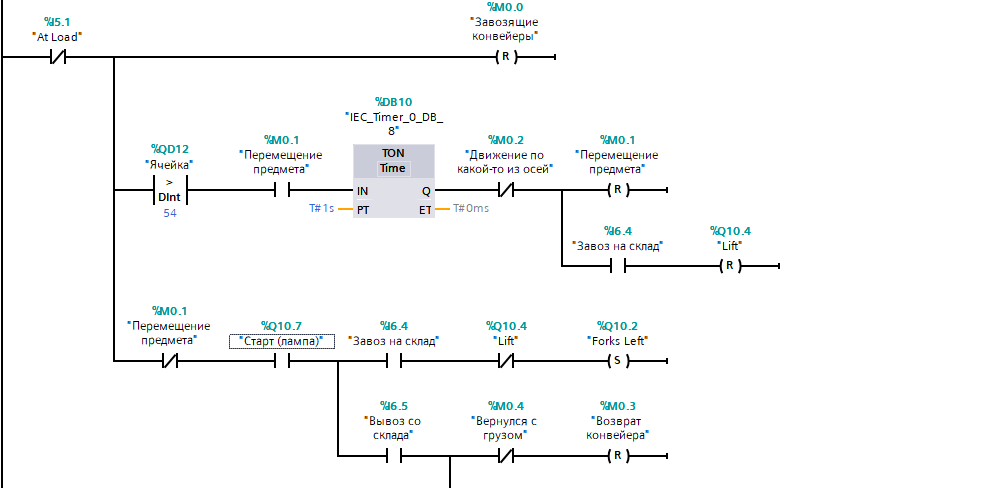 %M0.0
%I5.1
"Завозящие
"At Load"
конвейеры"
R
%DB10
"IEC_Timer_0_DB_
8"
%QD12
%M0.1
%M0.2
%M0.1
"Ячейка"
"Перемещение
предмета"
TON
Time
"Движение по
какой-то из осей"
"Перемещение
предмета"
>
DInt
54
IN
Q
R
T#1s
PT
ET
T#0ms
%I6.4
%Q10.4
"Завоз на склад"
"Lift"
R
%M0.1
%Q10.7
%I6.4
%Q10.4
%Q10.2
"Перемещение
предмета"
"Старт (лампа)"
"Завоз на склад"
"Lift"
"Forks Left"
S
%I6.5
%M0.4
%M0.3
"Вывоз со
склада"
"Вернулся с
грузом"
"Возврат
конвейера"
R